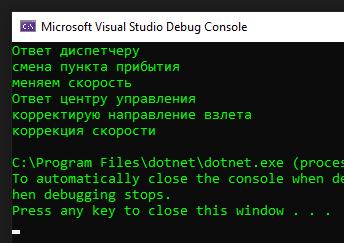 Microsoft Visual Studio Debug Console
Ответ диспетчеру
смена пункта прибытия
меняем скорость
Ответ центру управления
корректирую направление взлета
коррекция скорости
C:\Program Files\dotnet\dotnet.exe (proces
To automatically close the console when de
hen debugging stops.
Press any key to close this window . . .